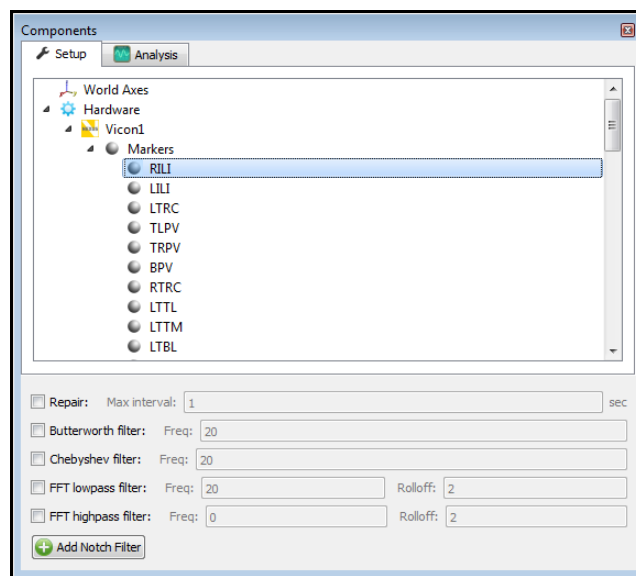 Components
Setup Analysis
World Axes
Hardware
Vicon1
Markers
RILI
LILI
LTRC
TLPV
TRPV
BPV
RTRC
LTTL
LTTM
LTBL
Repair: Max interval: 1 sec
Butterworth filter: Freq: 20
Chebyshev filter: Freq: 20
FFT lowpass filter: Freq: 20 Rolloff: 2
FFT highpass filter: Freq: 0 Rolloff: 2
Add Notch Filter